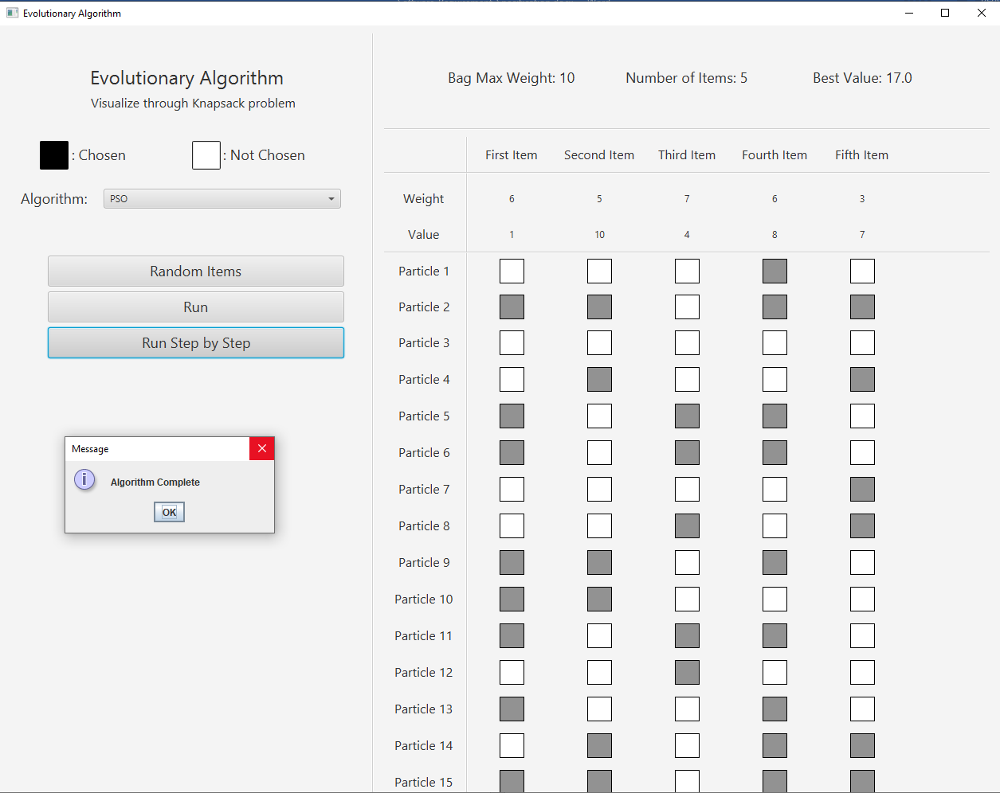 Evolutionary Algorithm
Evolutionary Algorithm
Visualize through Knapsack problem
: Chosen
: Not Chosen
Algorithm:
PSO
Random Items
Run
Run Step by Step
Message
Algorithm Complete
OK
Bag Max Weight: 10 Number of Items: 5 Best Value: 17.0
First Item Second Item Third Item Fourth Item Fifth Item
Weight 6 5 7 6 3
Value 1 10 4 8 7
Particle 1
Particle 2
Particle 3
Particle 4
Particle 5
Particle 6
Particle 7
Particle 8
Particle 9
Particle 10
Particle 11
Particle 12
Particle 13
Particle 14
Particle 15